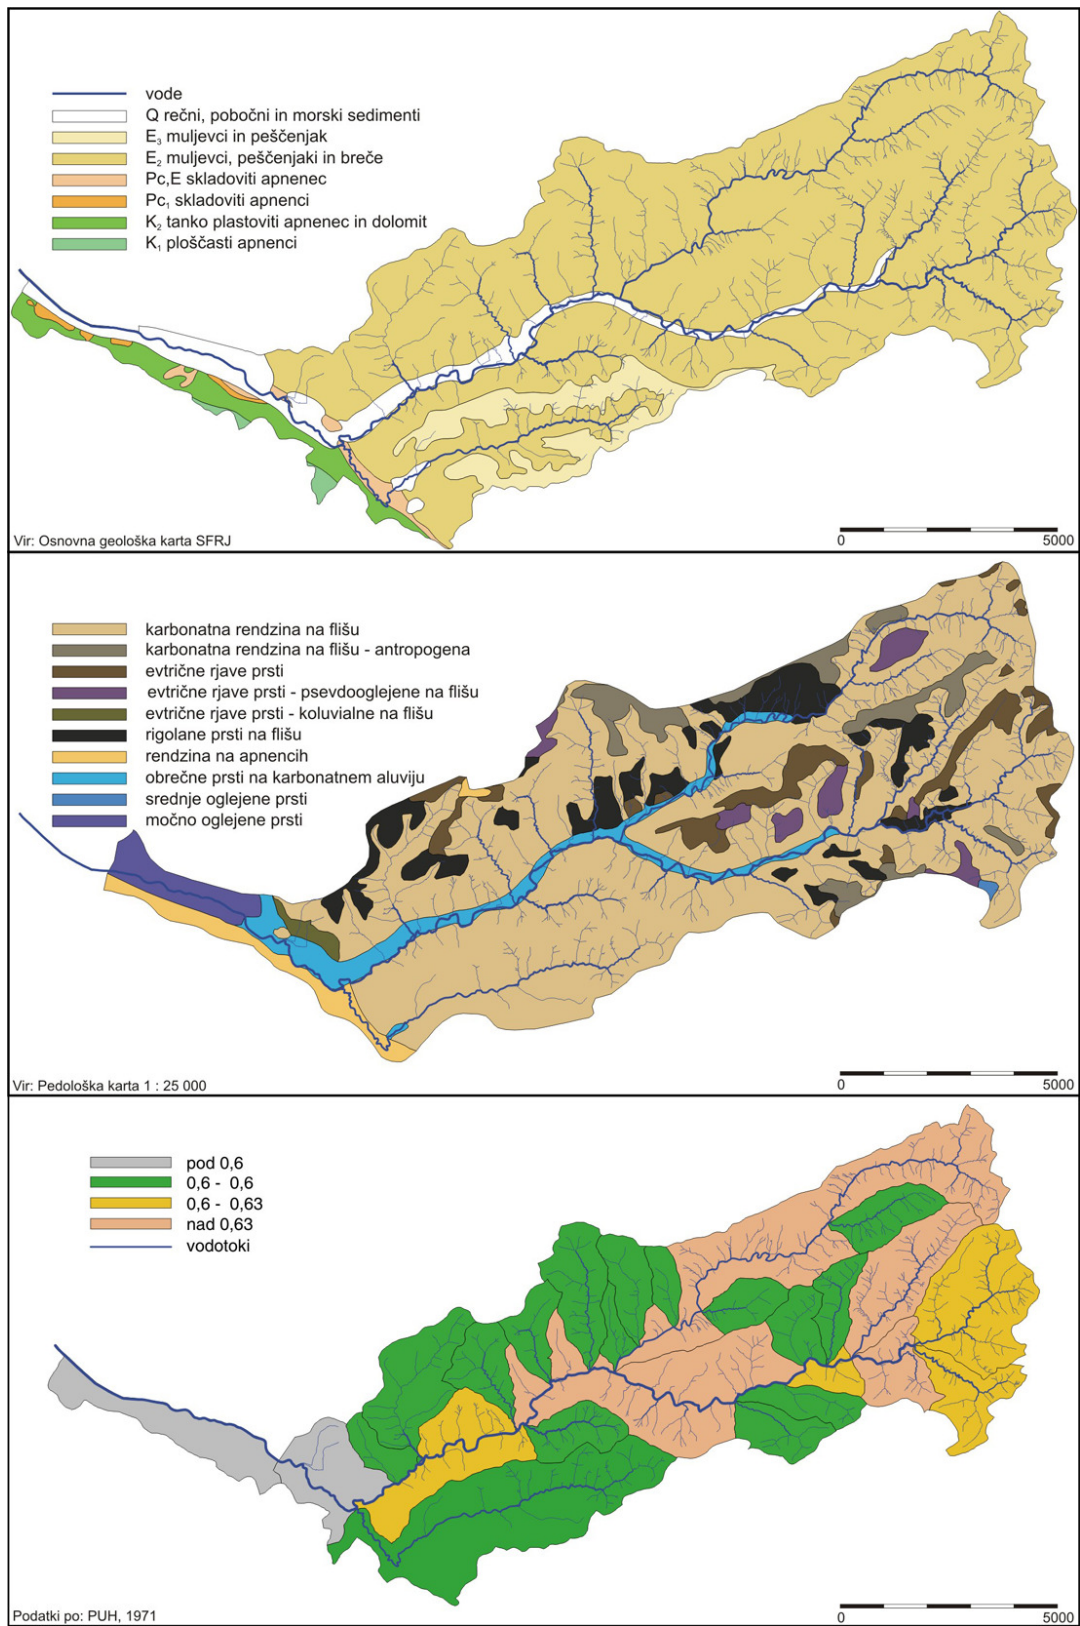 vode
Q rečni, pobočni in morski sedimenti
E₃ muljevci in peščenjak
E₂ muljevci, peščenjaki in breče
Pc,E skladoviti apnenec
Pc₁ skladoviti apnenci
K₂ tanko plastoviti apnenec in dolomit
K₁ ploščasti apnenci
Vir: Osnovna geološka karta SFRJ
0 5000
karbonatna rendzina na flišu
karbonatna rendzina na flišu - antropogena
evtrične rjave prsti
evtrične rjave prsti - psevdooglejene na flišu
evtrične rjave prsti - koluvialne na flišu
rigolane prsti na flišu
rendzina na apnencih
obrečne prsti na karbonatnem aluviju
srednje oglejene prsti
močno oglejene prsti
Vir: Pedološka karta 1 : 25 000
0 5000
pod 0,6
0,6 - 0,6
0,6 - 0,63
nad 0,63
vodotoki
Podatki po: PUH, 1971
0 5000